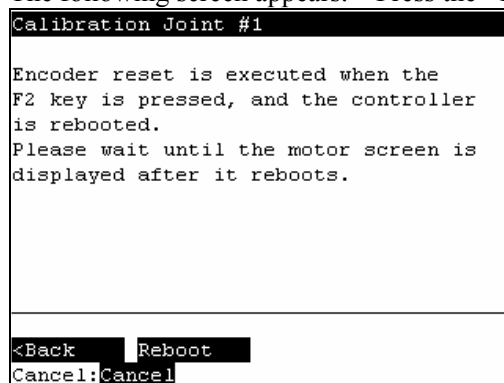 The following screen appears. Press the
Calibration Joint #1
Encoder reset is executed when the
F2 key is pressed, and the controller
is rebooted.
Please wait until the motor screen is
displayed after it reboots.
<Back Reboot
Cancel:Cancel